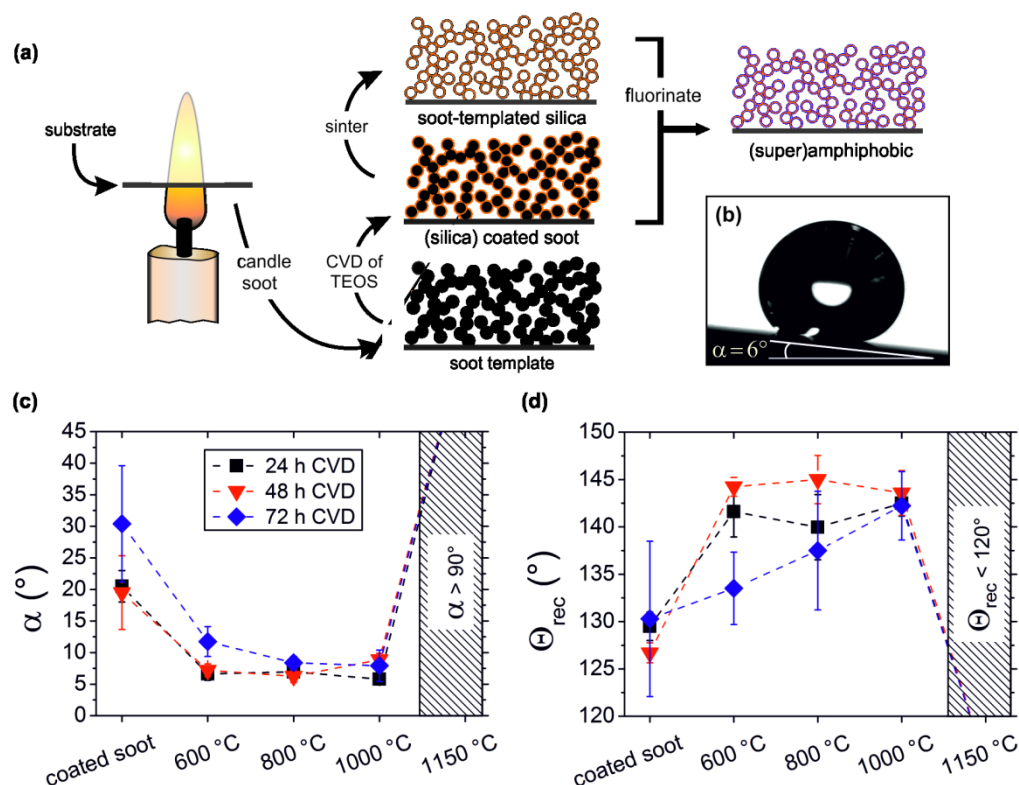 (a)
substrate
candle
soot
sinter
CVD of
TEOS
soot-templated silica
(silica) coated soot
soot template
fluorinate
(super)amphiphobic
(b)
α = 6°
(c)
45
40
35
30
25
20
15
10
5
0
α (°)
24 h CVD
48 h CVD
72 h CVD
α > 90°
coated soot
600 °C
800 °C
1000 °C
1150 °C
(d)
150
145
140
135
130
125
120
Θrec (°)
Θrec < 120°
coated soot
600 °C
800 °C
1000 °C
1150 °C